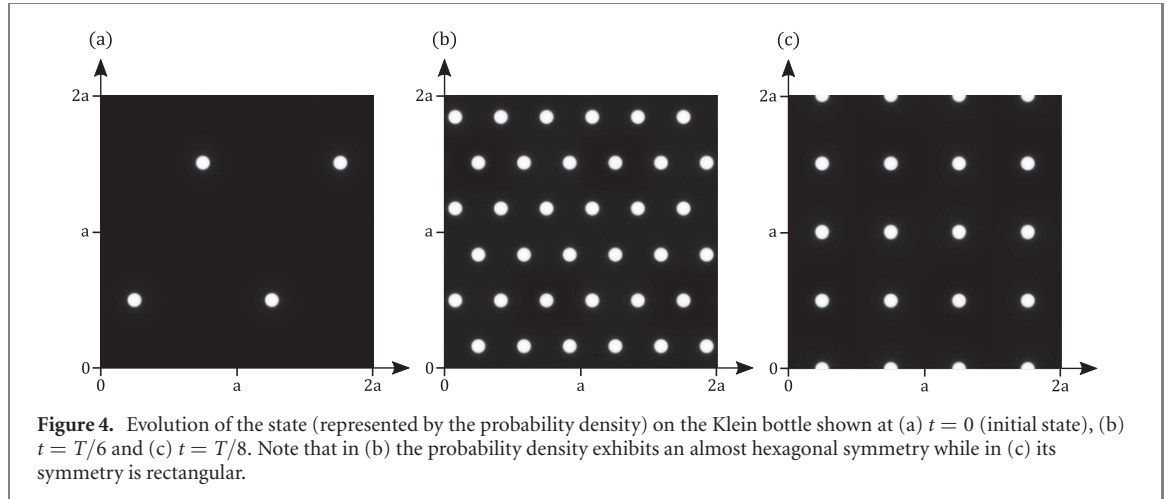 (a) (b) (c)
2a 2a 2a
a a a
0 0 0
0 a 2a 0 a 2a 0 a 2a
Figure 4. Evolution of the state (represented by the probability density) on the Klein bottle shown at (a) t = 0 (initial state), (b)
t = T/6 and (c) t = T/8. Note that in (b) the probability density exhibits an almost hexagonal symmetry while in (c) its
symmetry is rectangular.